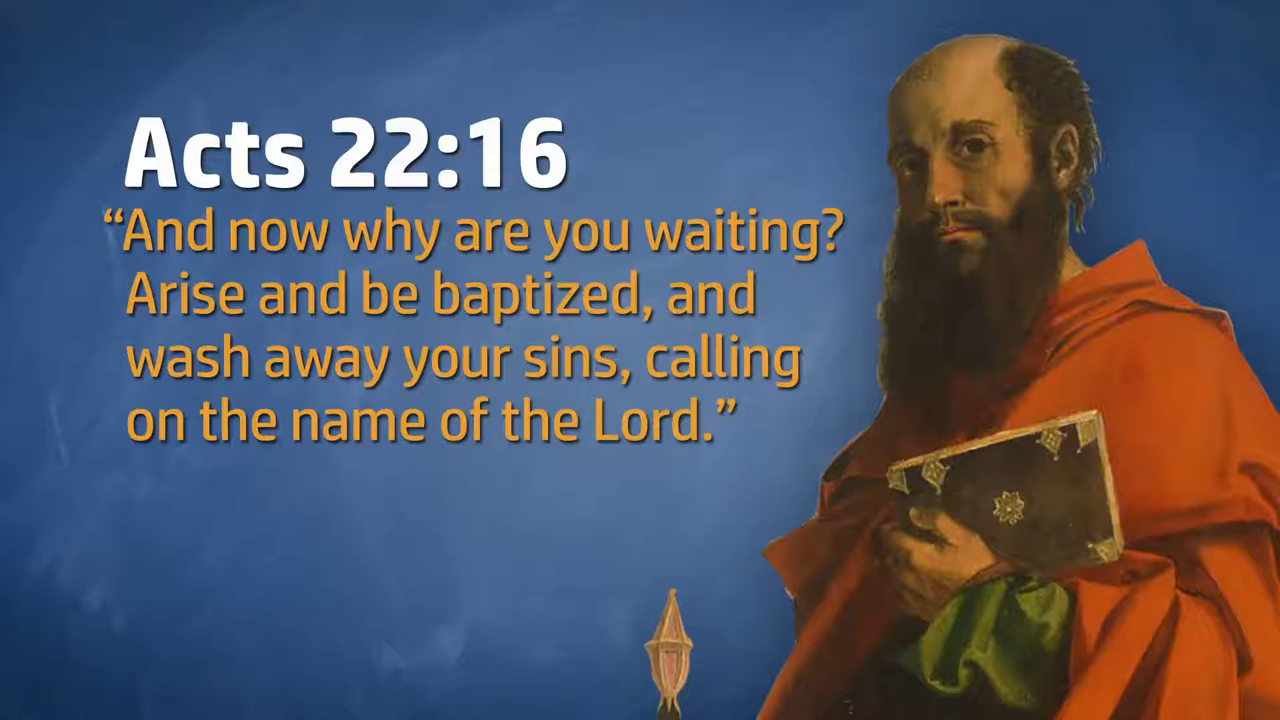 Acts 22:16
“And now why are you waiting?
Arise and be baptized, and
wash away your sins, calling
on the name of the Lord.”